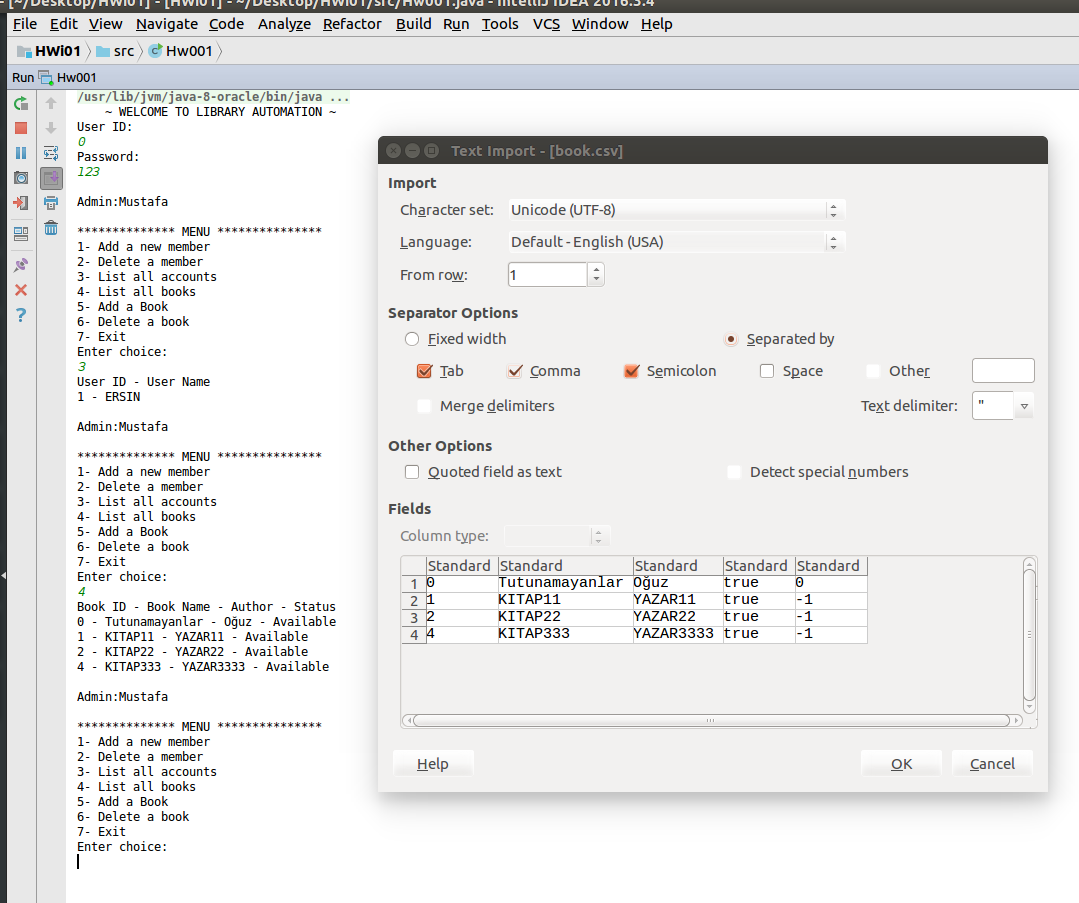 - [~/Desktop/HWi01] - [HWi01] - ~/Desktop/HWi01/src/Hw001.java - IntelliJ IDEA 2016.3.4
File Edit View Navigate Code Analyze Refactor Build Run Tools VCS Window Help
HWi01 src Hw001
Run Hw001
/usr/lib/jvm/java-8-oracle/bin/java ...
~ WELCOME TO LIBRARY AUTOMATION ~
User ID:
0
Password:
123
Admin:Mustafa
************** MENU ***************
1- Add a new member
2- Delete a member
3- List all accounts
4- List all books
5- Add a Book
6- Delete a book
7- Exit
Enter choice:
3
User ID - User Name
1 - ERSIN
Admin:Mustafa
************** MENU ***************
1- Add a new member
2- Delete a member
3- List all accounts
4- List all books
5- Add a Book
6- Delete a book
7- Exit
Enter choice:
4
Book ID - Book Name - Author - Status
0 - Tutunamayanlar - Oğuz - Available
1 - KITAP11 - YAZAR11 - Available
2 - KITAP22 - YAZAR22 - Available
4 - KITAP333 - YAZAR3333 - Available
Admin:Mustafa
************** MENU ***************
1- Add a new member
2- Delete a member
3- List all accounts
4- List all books
5- Add a Book
6- Delete a book
7- Exit
Enter choice:
Text Import - [book.csv]
Import
Character set: Unicode (UTF-8)
Language: Default - English (USA)
From row: 1
Separator Options
Fixed width Separated by
Tab Comma Semicolon Space Other
Merge delimiters Text delimiter: "
Other Options
Quoted field as text Detect special numbers
Fields
Column type:
Standard Standard Standard Standard Standard
1 0 Tutunamayanlar Oğuz true 0
2 1 KITAP11 YAZAR11 true -1
3 2 KITAP22 YAZAR22 true -1
4 4 KITAP333 YAZAR3333 true -1
Help OK Cancel